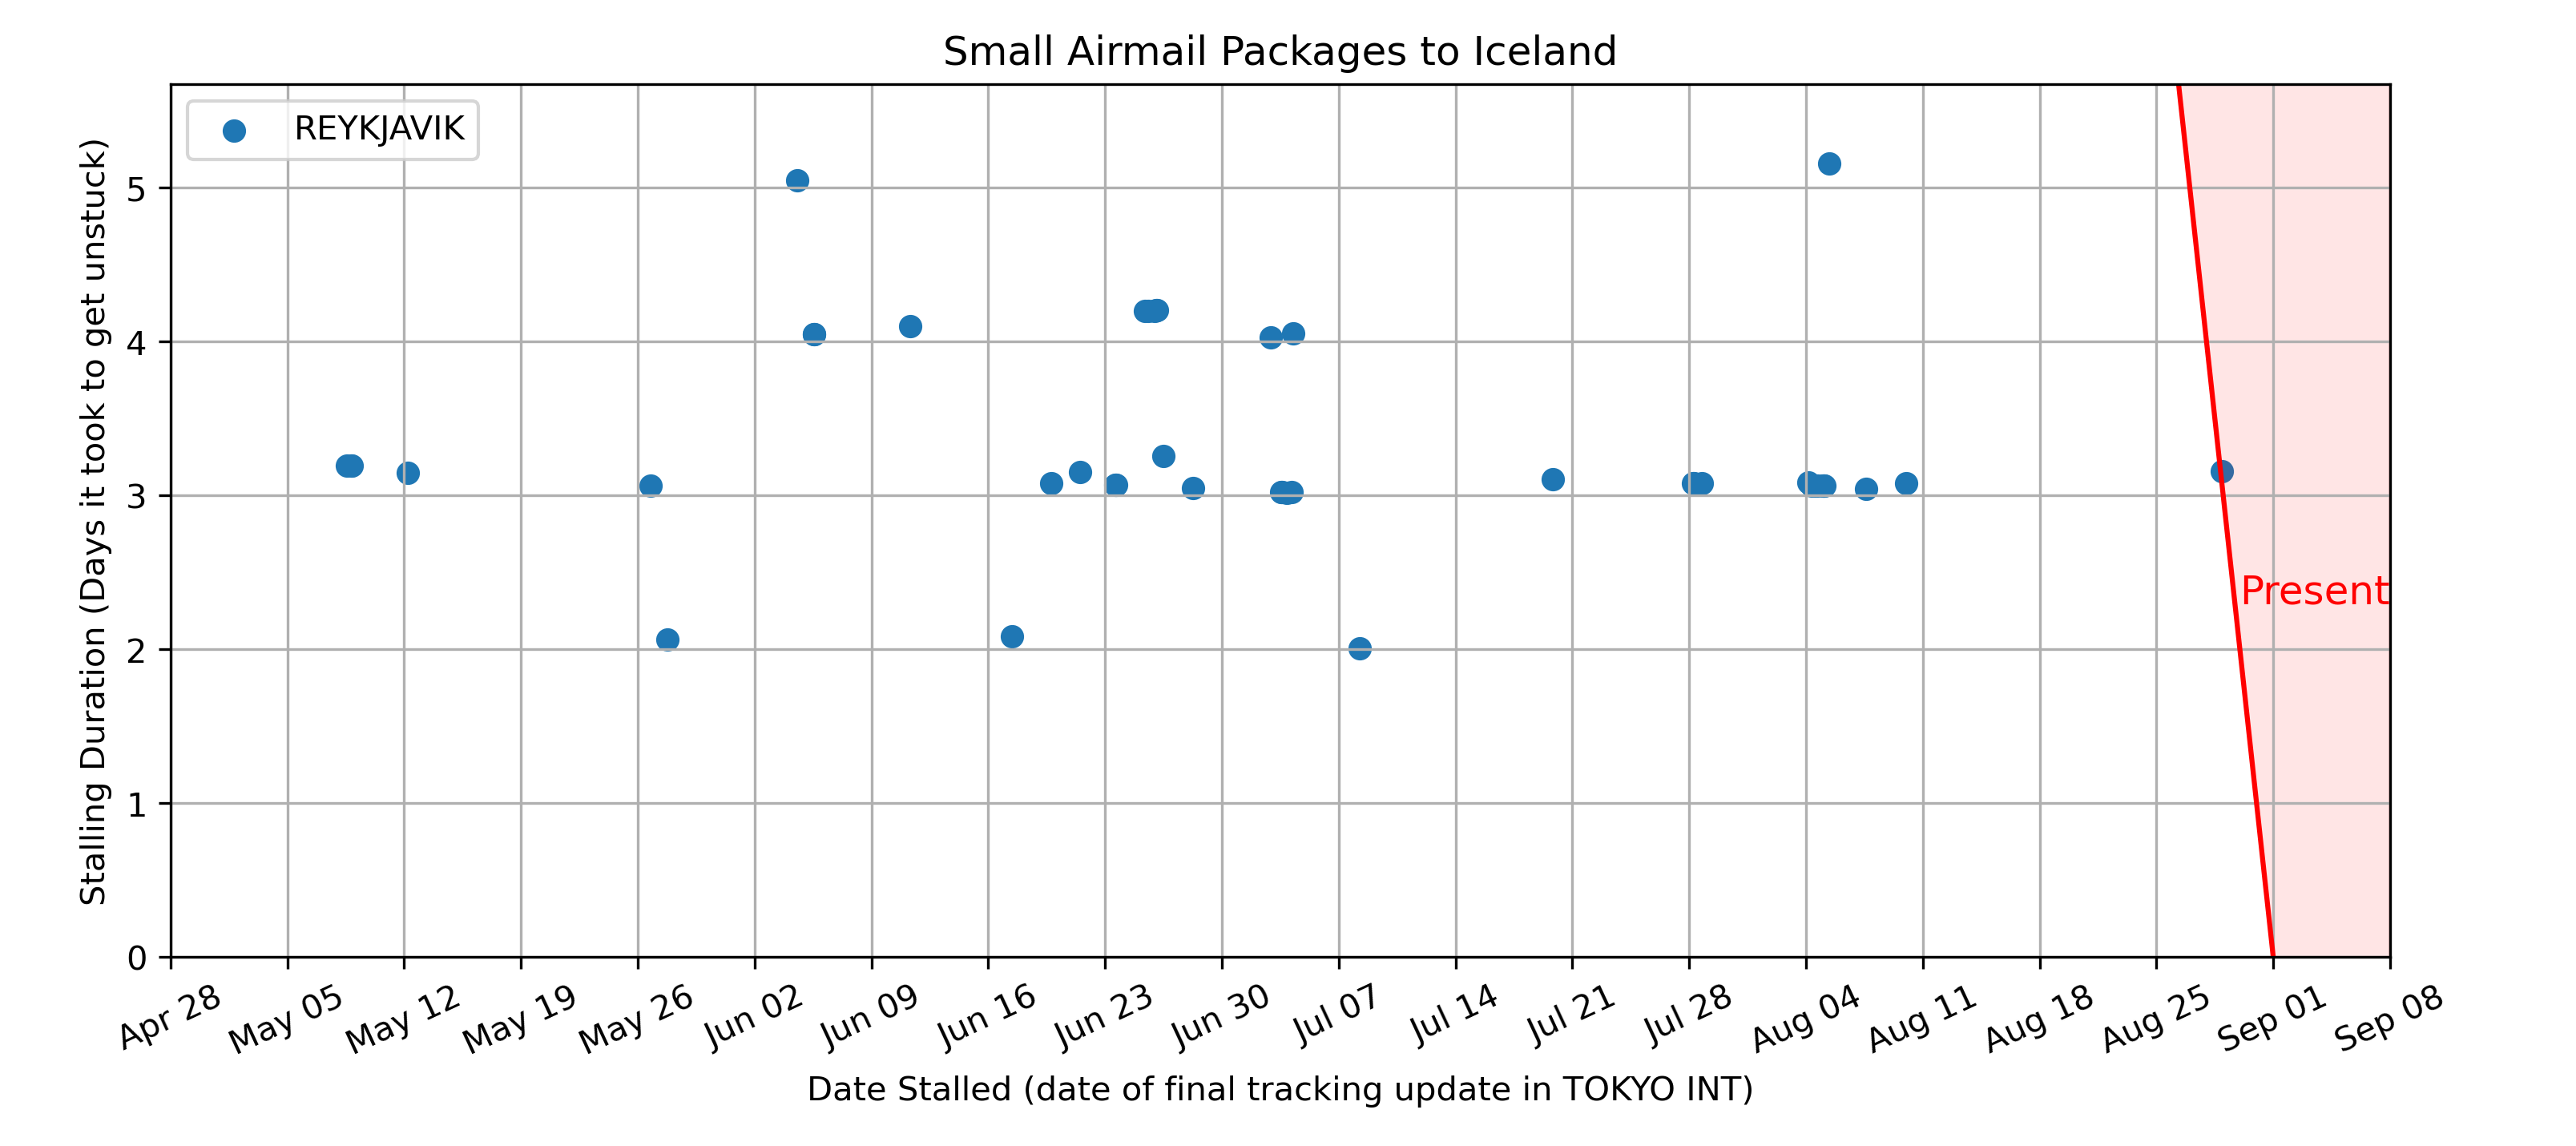 Small Airmail Packages to Iceland
REYKJAVIK
Stalling Duration (Days it took to get unstuck)
5
4
3
2
1
0
Present
Apr 28 May 05 May 12 May 19 May 26 Jun 02 Jun 09 Jun 16 Jun 23 Jun 30 Jul 07 Jul 14 Jul 21 Jul 28 Aug 04 Aug 11 Aug 18 Aug 25 Sep 01 Sep 08
Date Stalled (date of final tracking update in TOKYO INT)